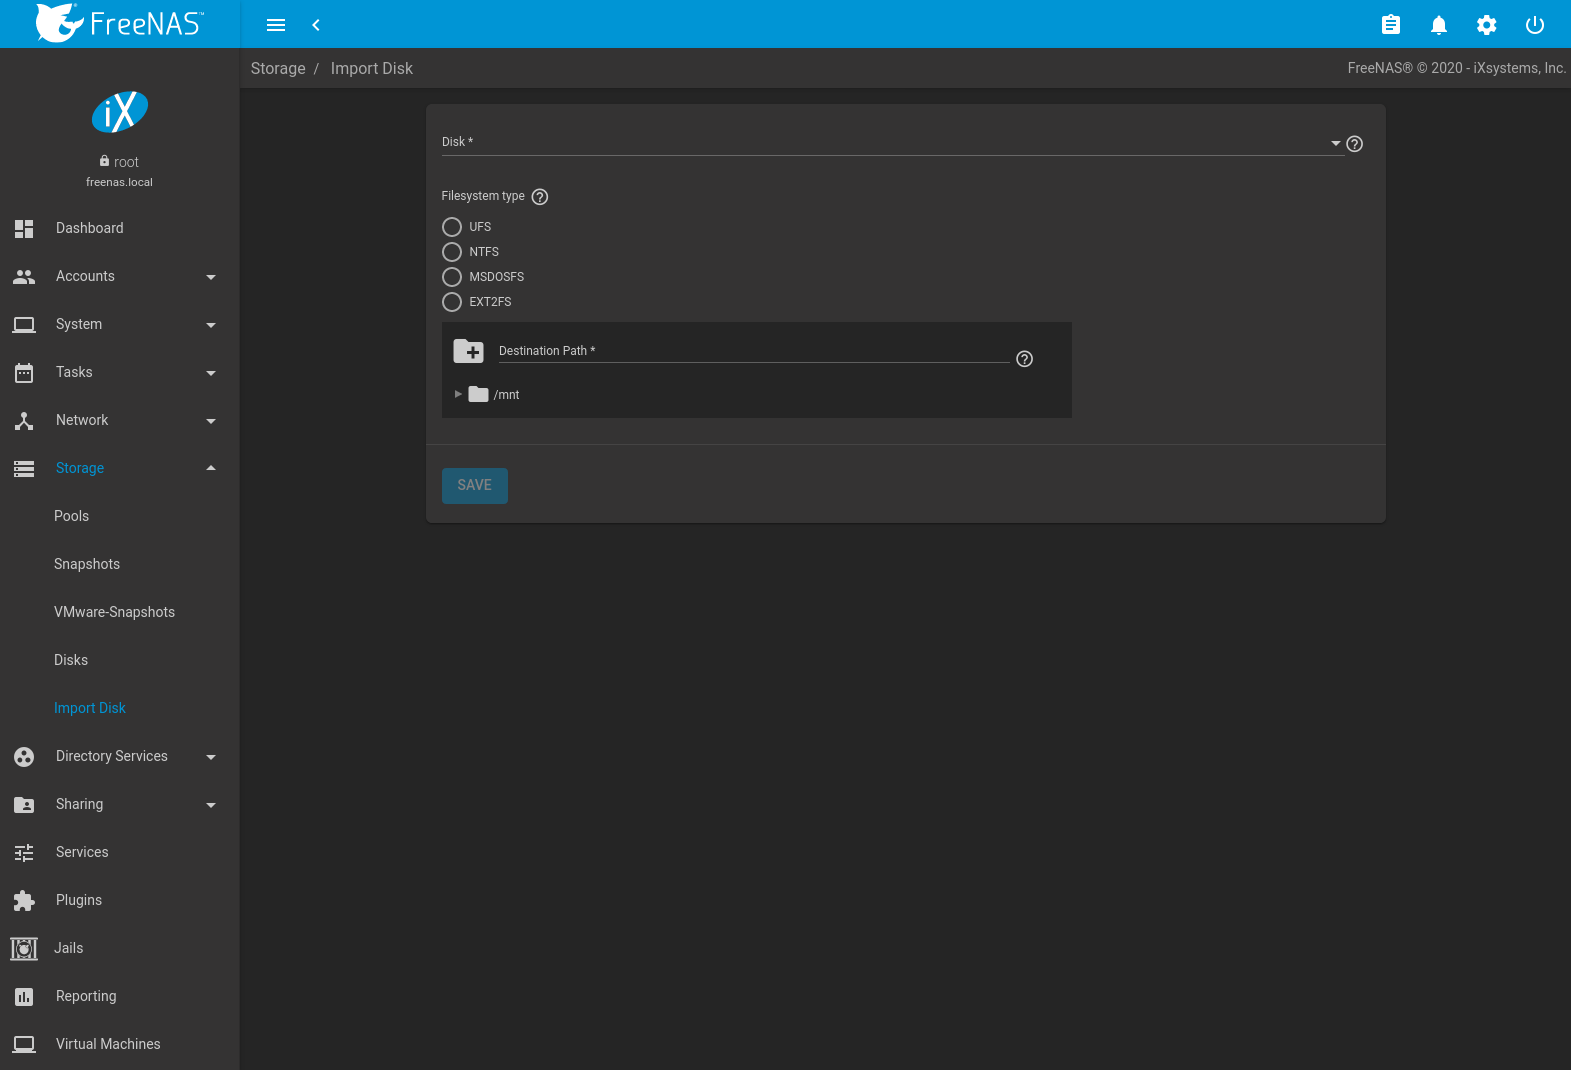 FreeNAS™
Storage / Import Disk
FreeNAS® © 2020 - iXsystems, Inc.
iX
root
freenas.local
Dashboard
Accounts
System
Tasks
Network
Storage
Pools
Snapshots
VMware-Snapshots
Disks
Import Disk
Directory Services
Sharing
Services
Plugins
Jails
Reporting
Virtual Machines
Disk *
Filesystem type
UFS
NTFS
MSDOSFS
EXT2FS
Destination Path *
/mnt
SAVE